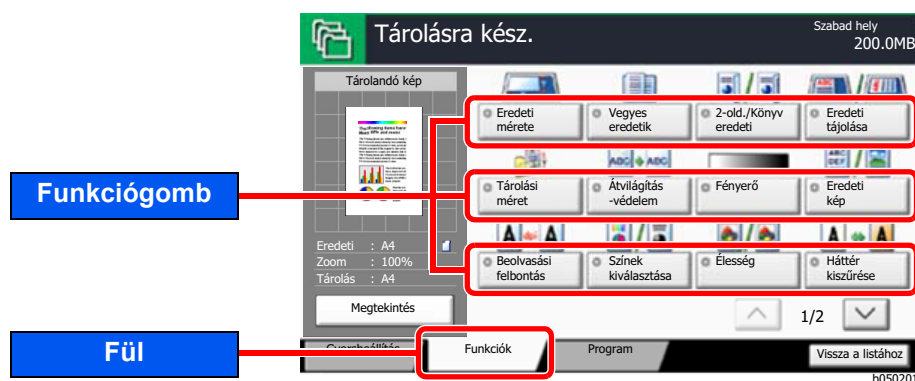 Tárolásra kész.
Szabad hely
200.0MB
Tárolandó kép
Eredeti
mérete
Vegyes
eredetik
2-old./Könyv
eredeti
Eredeti
tájolása
Funkciógomb
Tárolási
méret
Átvilágítás
-védelem
Fényerő
Eredeti
kép
Eredeti : A4
Zoom : 100%
Tárolás : A4
Beolvasási
felbontás
Színek
kiválasztása
Élesség
Háttér
kiszűrése
Megtekintés
1/2
Fül
Gyorsbeállítás
Funkciók
Program
Vissza a listához
b050201